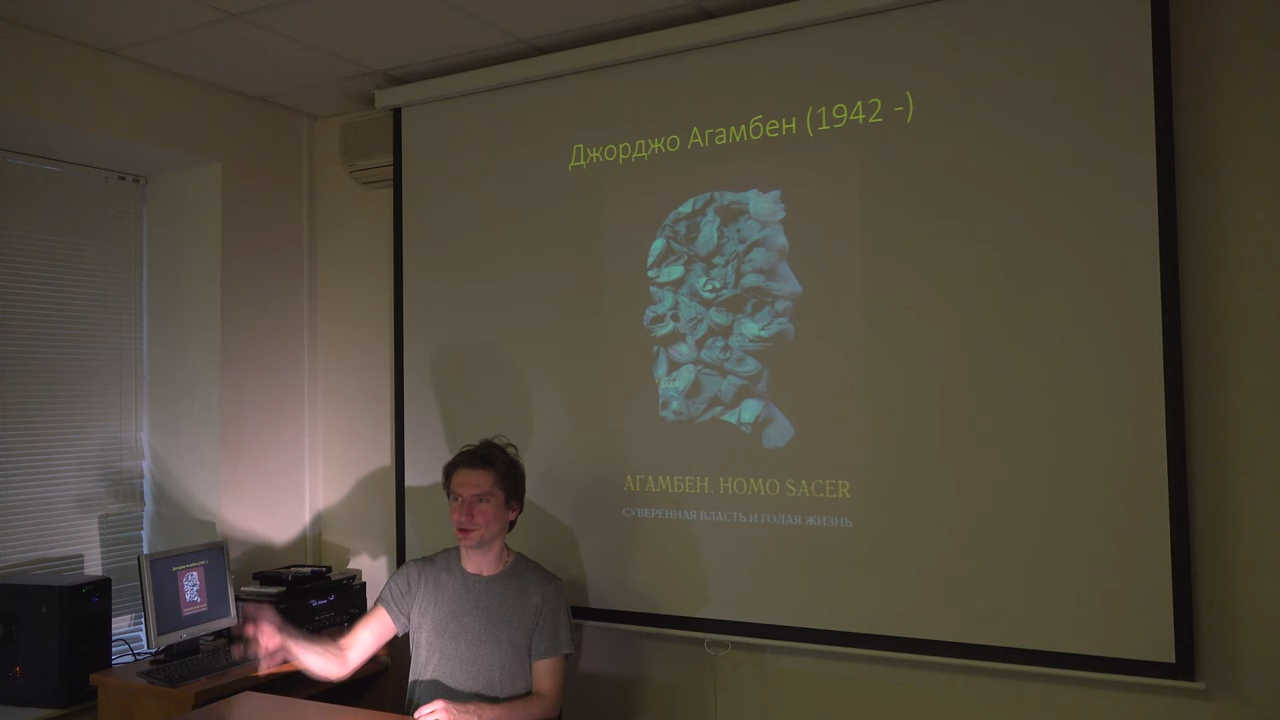 Джорджо Агамбен (1942 -)
АГАМБЕН. HOMO SACER
СУВЕРЕННАЯ ВЛАСТЬ И ГОЛАЯ ЖИЗНЬ